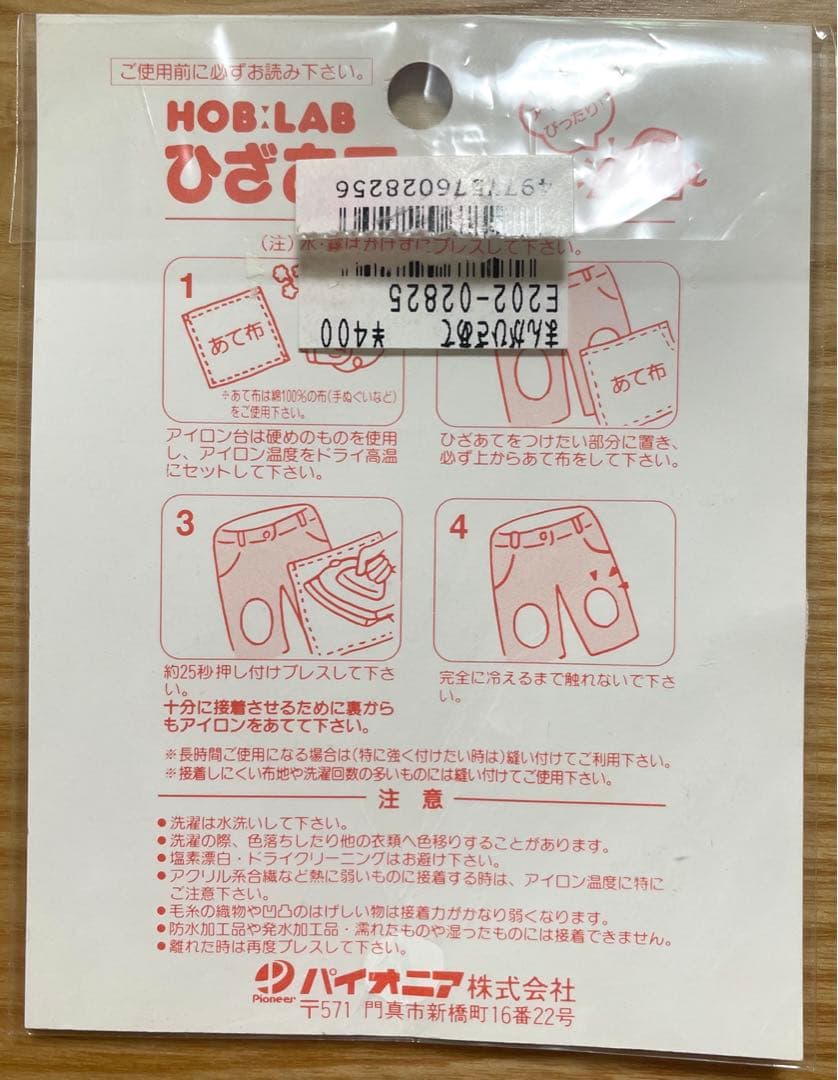 ご使用前に必ずお読み下さい。
HOB:LAB
ぴったり!
ひざあて
4977576028256
(注)水・霧はかけずにプレスして下さい。
E202-02825
まんがひざあて
¥400
1
あて布
※あて布は綿100%の布(手ぬぐいなど)
をご使用下さい。
アイロン台は硬めのものを使用
し、アイロン温度をドライ高温
にセットして下さい。
あて布
ひざあてをつけたい部分に置き、
必ず上からあて布をして下さい。
3
約25秒押し付けプレスして下さ
い。
十分に接着させるために裏から
もアイロンをあてて下さい。
4
完全に冷えるまで触れないで下さ
い。
※長時間ご使用になる場合は(特に強く付けたい時は)縫い付けてご利用下さい。
※接着しにくい布地や洗濯回数の多いものには縫い付けてご使用下さい。
注意
●洗濯は水洗いして下さい。
●洗濯の際、色落ちしたり他の衣類へ色移りすることがあります。
●塩素漂白・ドライクリーニングはお避け下さい。
●アクリル系合繊など熱に弱いものに接着する時は、アイロン温度に特に
ご注意下さい。
●毛糸の織物や凹凸のはげしい物は接着力がかなり弱くなります。
●防水加工品や発水加工品・濡れたものや湿ったものには接着できません。
●離れた時は再度プレスして下さい。
Pioneer
パイオニア株式会社
〒571 門真市新橋町16番22号